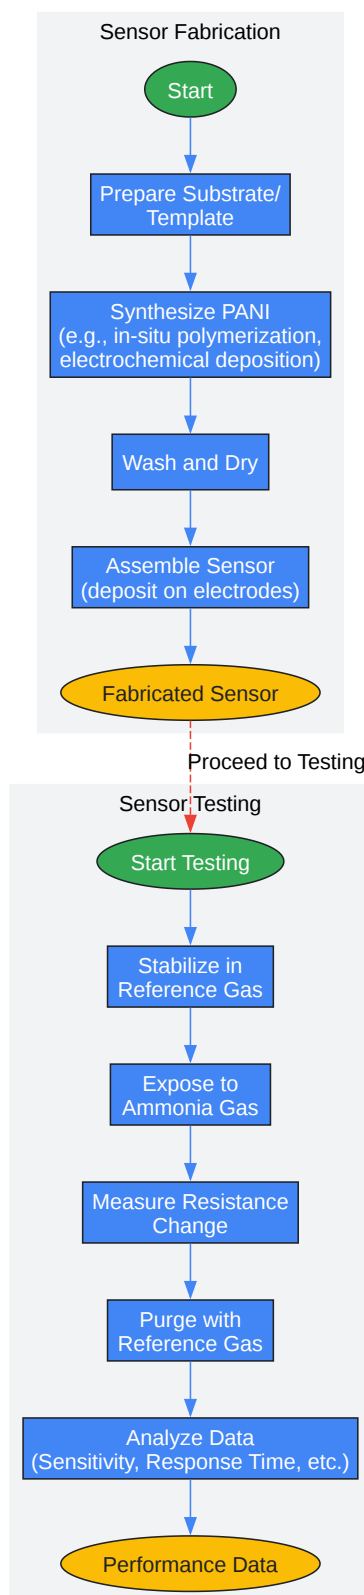 Sensor Fabrication
Start
Prepare Substrate/
Template
Synthesize PANI
(e.g., in-situ polymerization,
electrochemical deposition)
Wash and Dry
Assemble Sensor
(deposit on electrodes)
Fabricated Sensor
Proceed to Testing
Sensor Testing
Start Testing
Stabilize in
Reference Gas
Expose to
Ammonia Gas
Measure Resistance
Change
Purge with
Reference Gas
Analyze Data
(Sensitivity, Response Time, etc.)
Performance Data